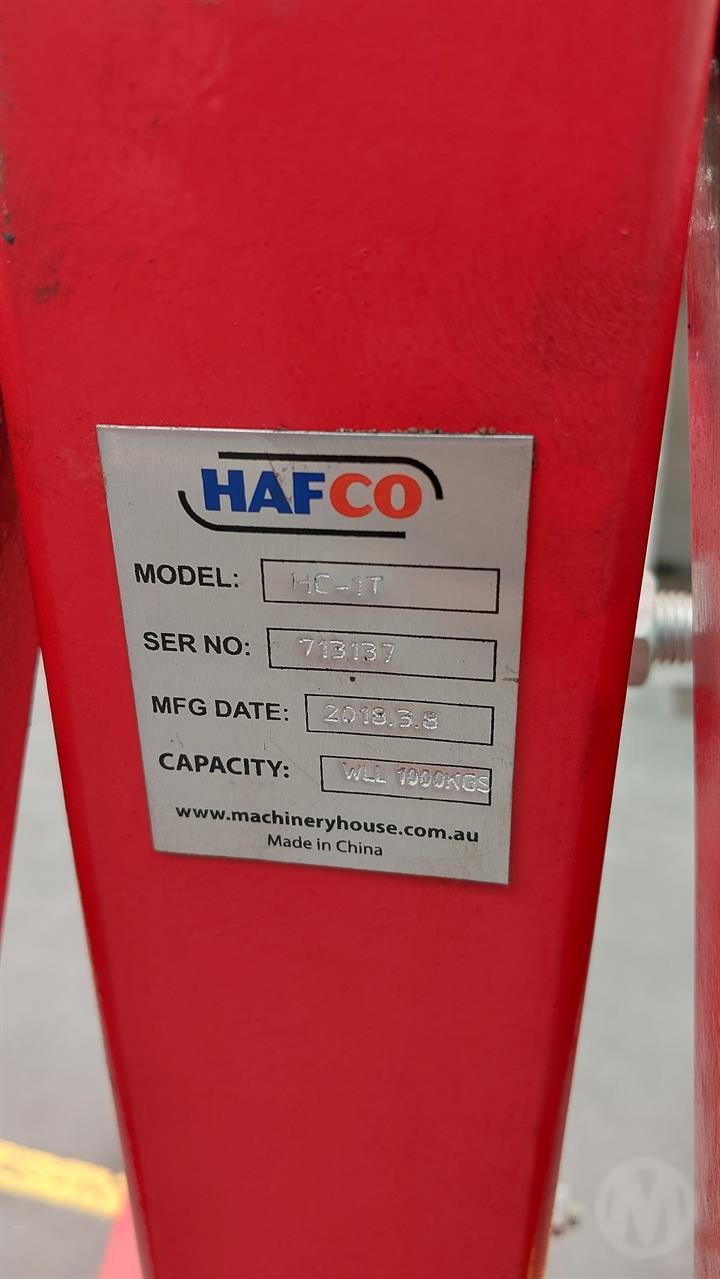 HAFCO
MODEL: HC-1T
SER NO: 713137
MFG DATE: 2018.3.8
CAPACITY: WLL 1000KGS
www.machineryhouse.com.au
Made in China
M